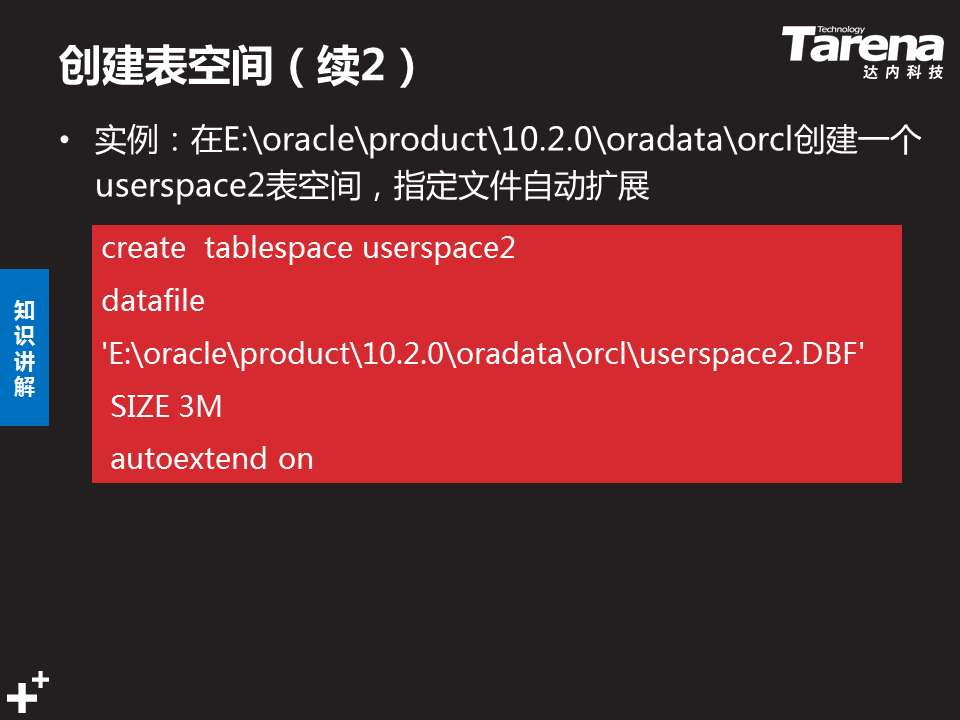 创建表空间（续2）
Technology
Tarena
达内科技
• 实例：在E:\oracle\product\10.2.0\oradata\orcl创建一个
userspace2表空间，指定文件自动扩展
create  tablespace userspace2
datafile
'E:\oracle\product\10.2.0\oradata\orcl\userspace2.DBF'
SIZE 3M
autoextend on
知
识
讲
解